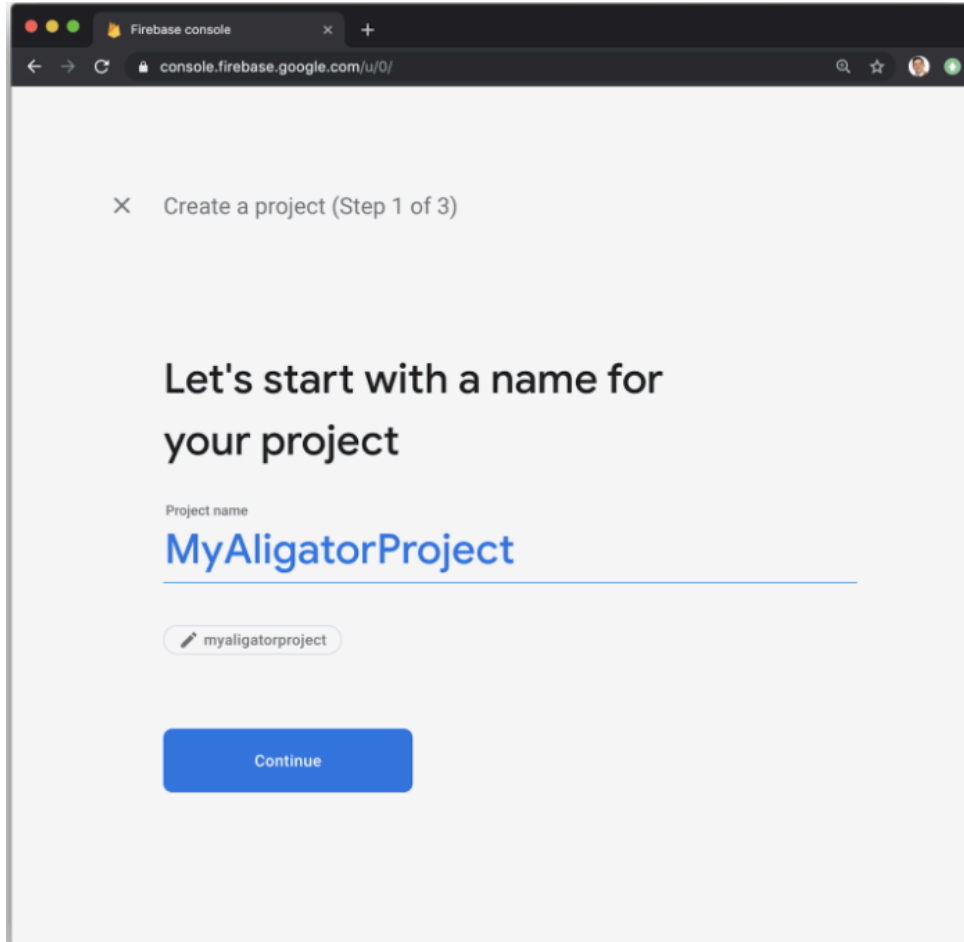 Firebase console
console.firebase.google.com/u/0/
Create a project (Step 1 of 3)
Let's start with a name for
your project
Project name
MyAligatorProject
myaligatorproject
Continue